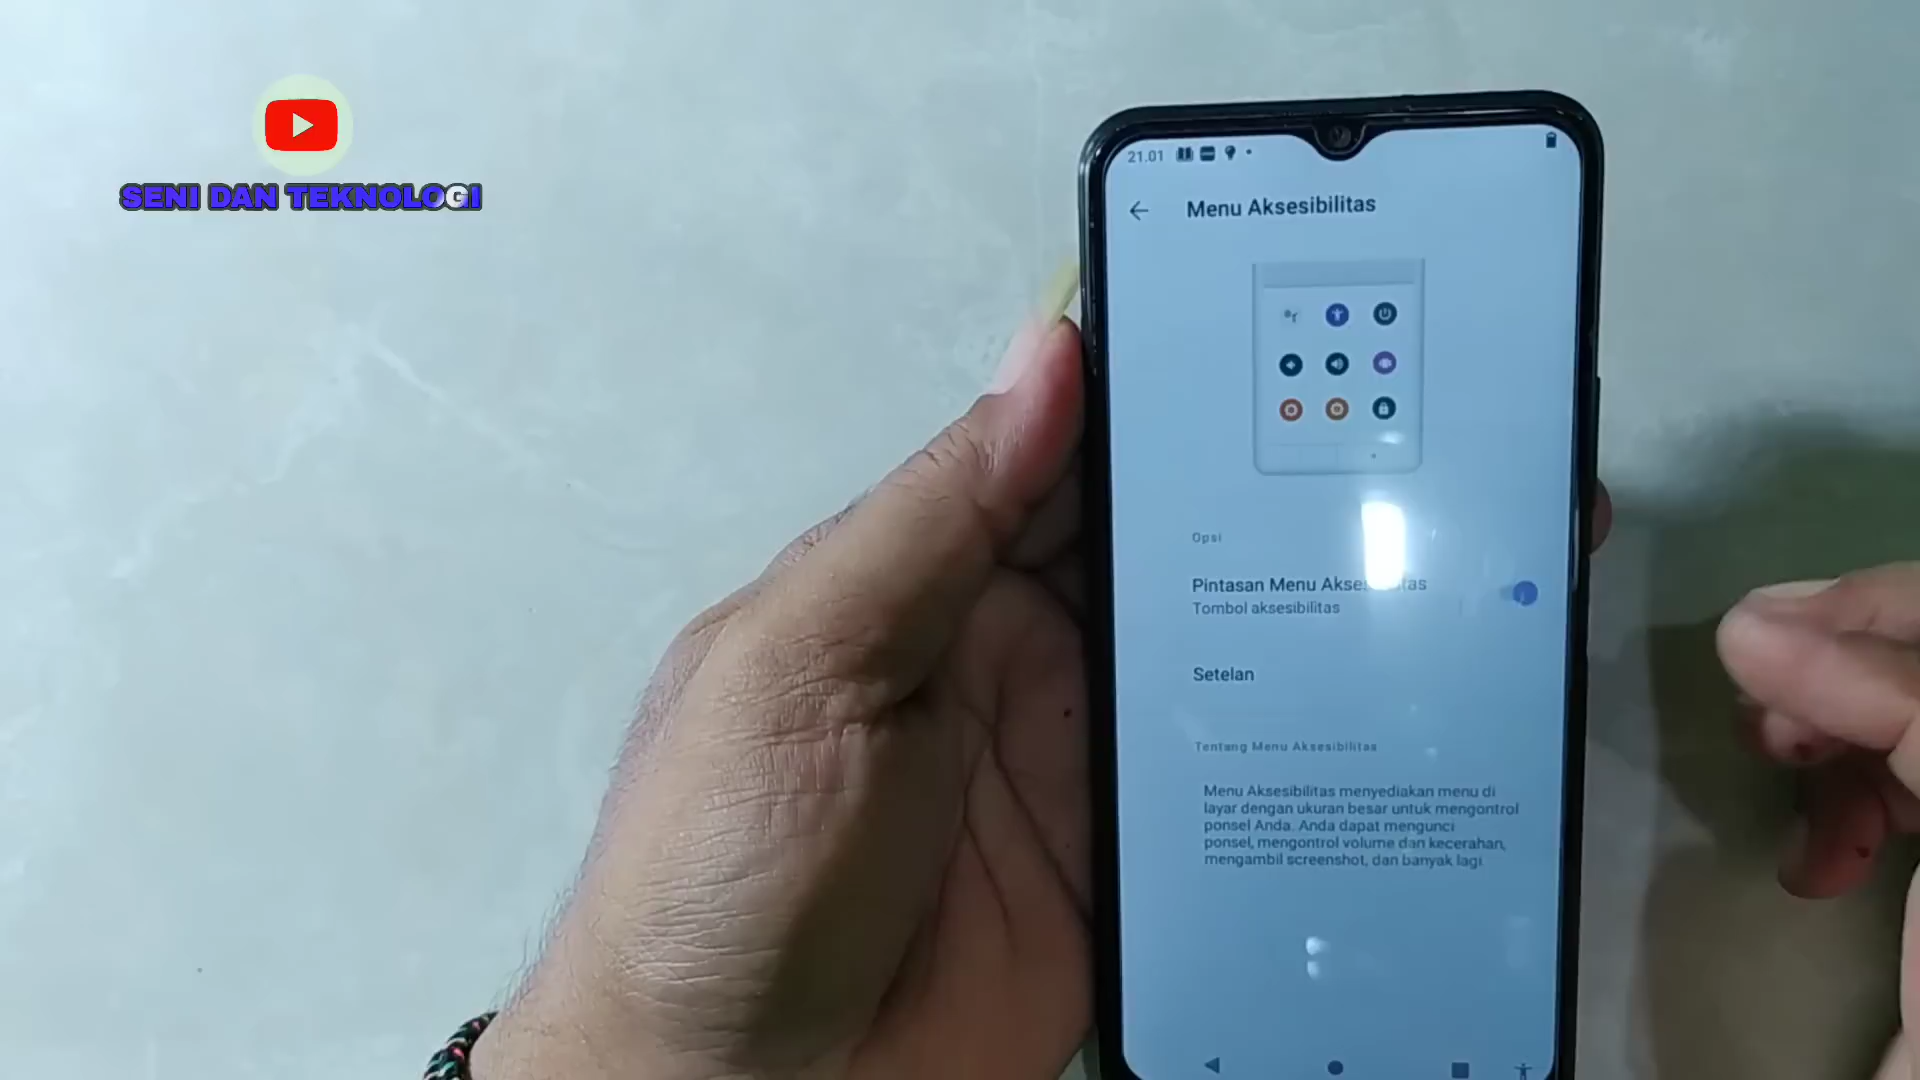 SENI DAN TEKNOLOGI
21.01
Menu Aksesibilitas
Opsi
Pintasan Menu Aksesibilitas
Tombol aksesibilitas
Setelan
Tentang Menu Aksesibilitas
Menu Aksesibilitas menyediakan menu di
layar dengan ukuran besar untuk mengontrol
ponsel Anda. Anda dapat mengunci
ponsel, mengontrol volume dan kecerahan,
mengambil screenshot, dan banyak lagi